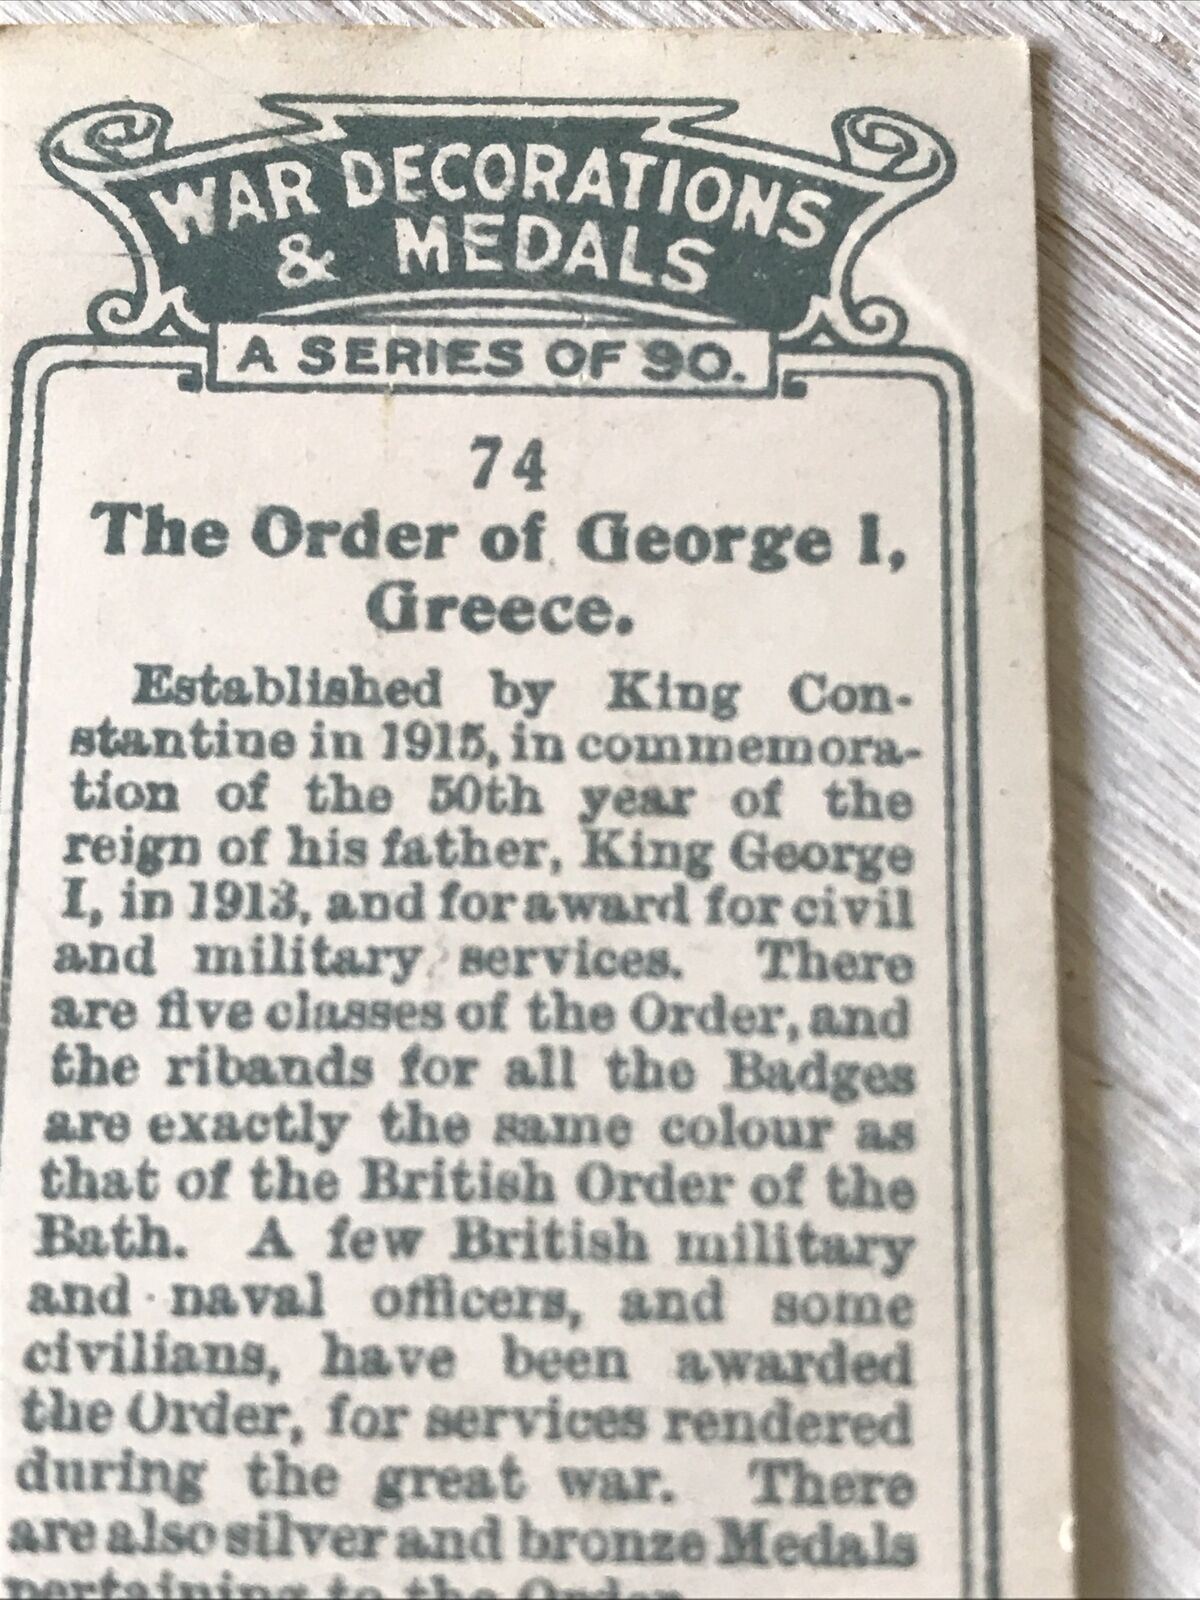 WAR DECORATIONS
& MEDALS
A SERIES OF 90.
74
The Order of George I,
Greece.
Established by King Con-
stantine in 1915, in commemora-
tion of the 50th year of the
reign of his father, King George
I, in 1913, and for award for civil
and military services. There
are five classes of the Order, and
the ribands for all the Badges
are exactly the same colour as
that of the British Order of the
Bath. A few British military
and naval officers, and some
civilians, have been awarded
the Order, for services rendered
during the great war. There
are also silver and bronze Medals
pertaining to the Order.